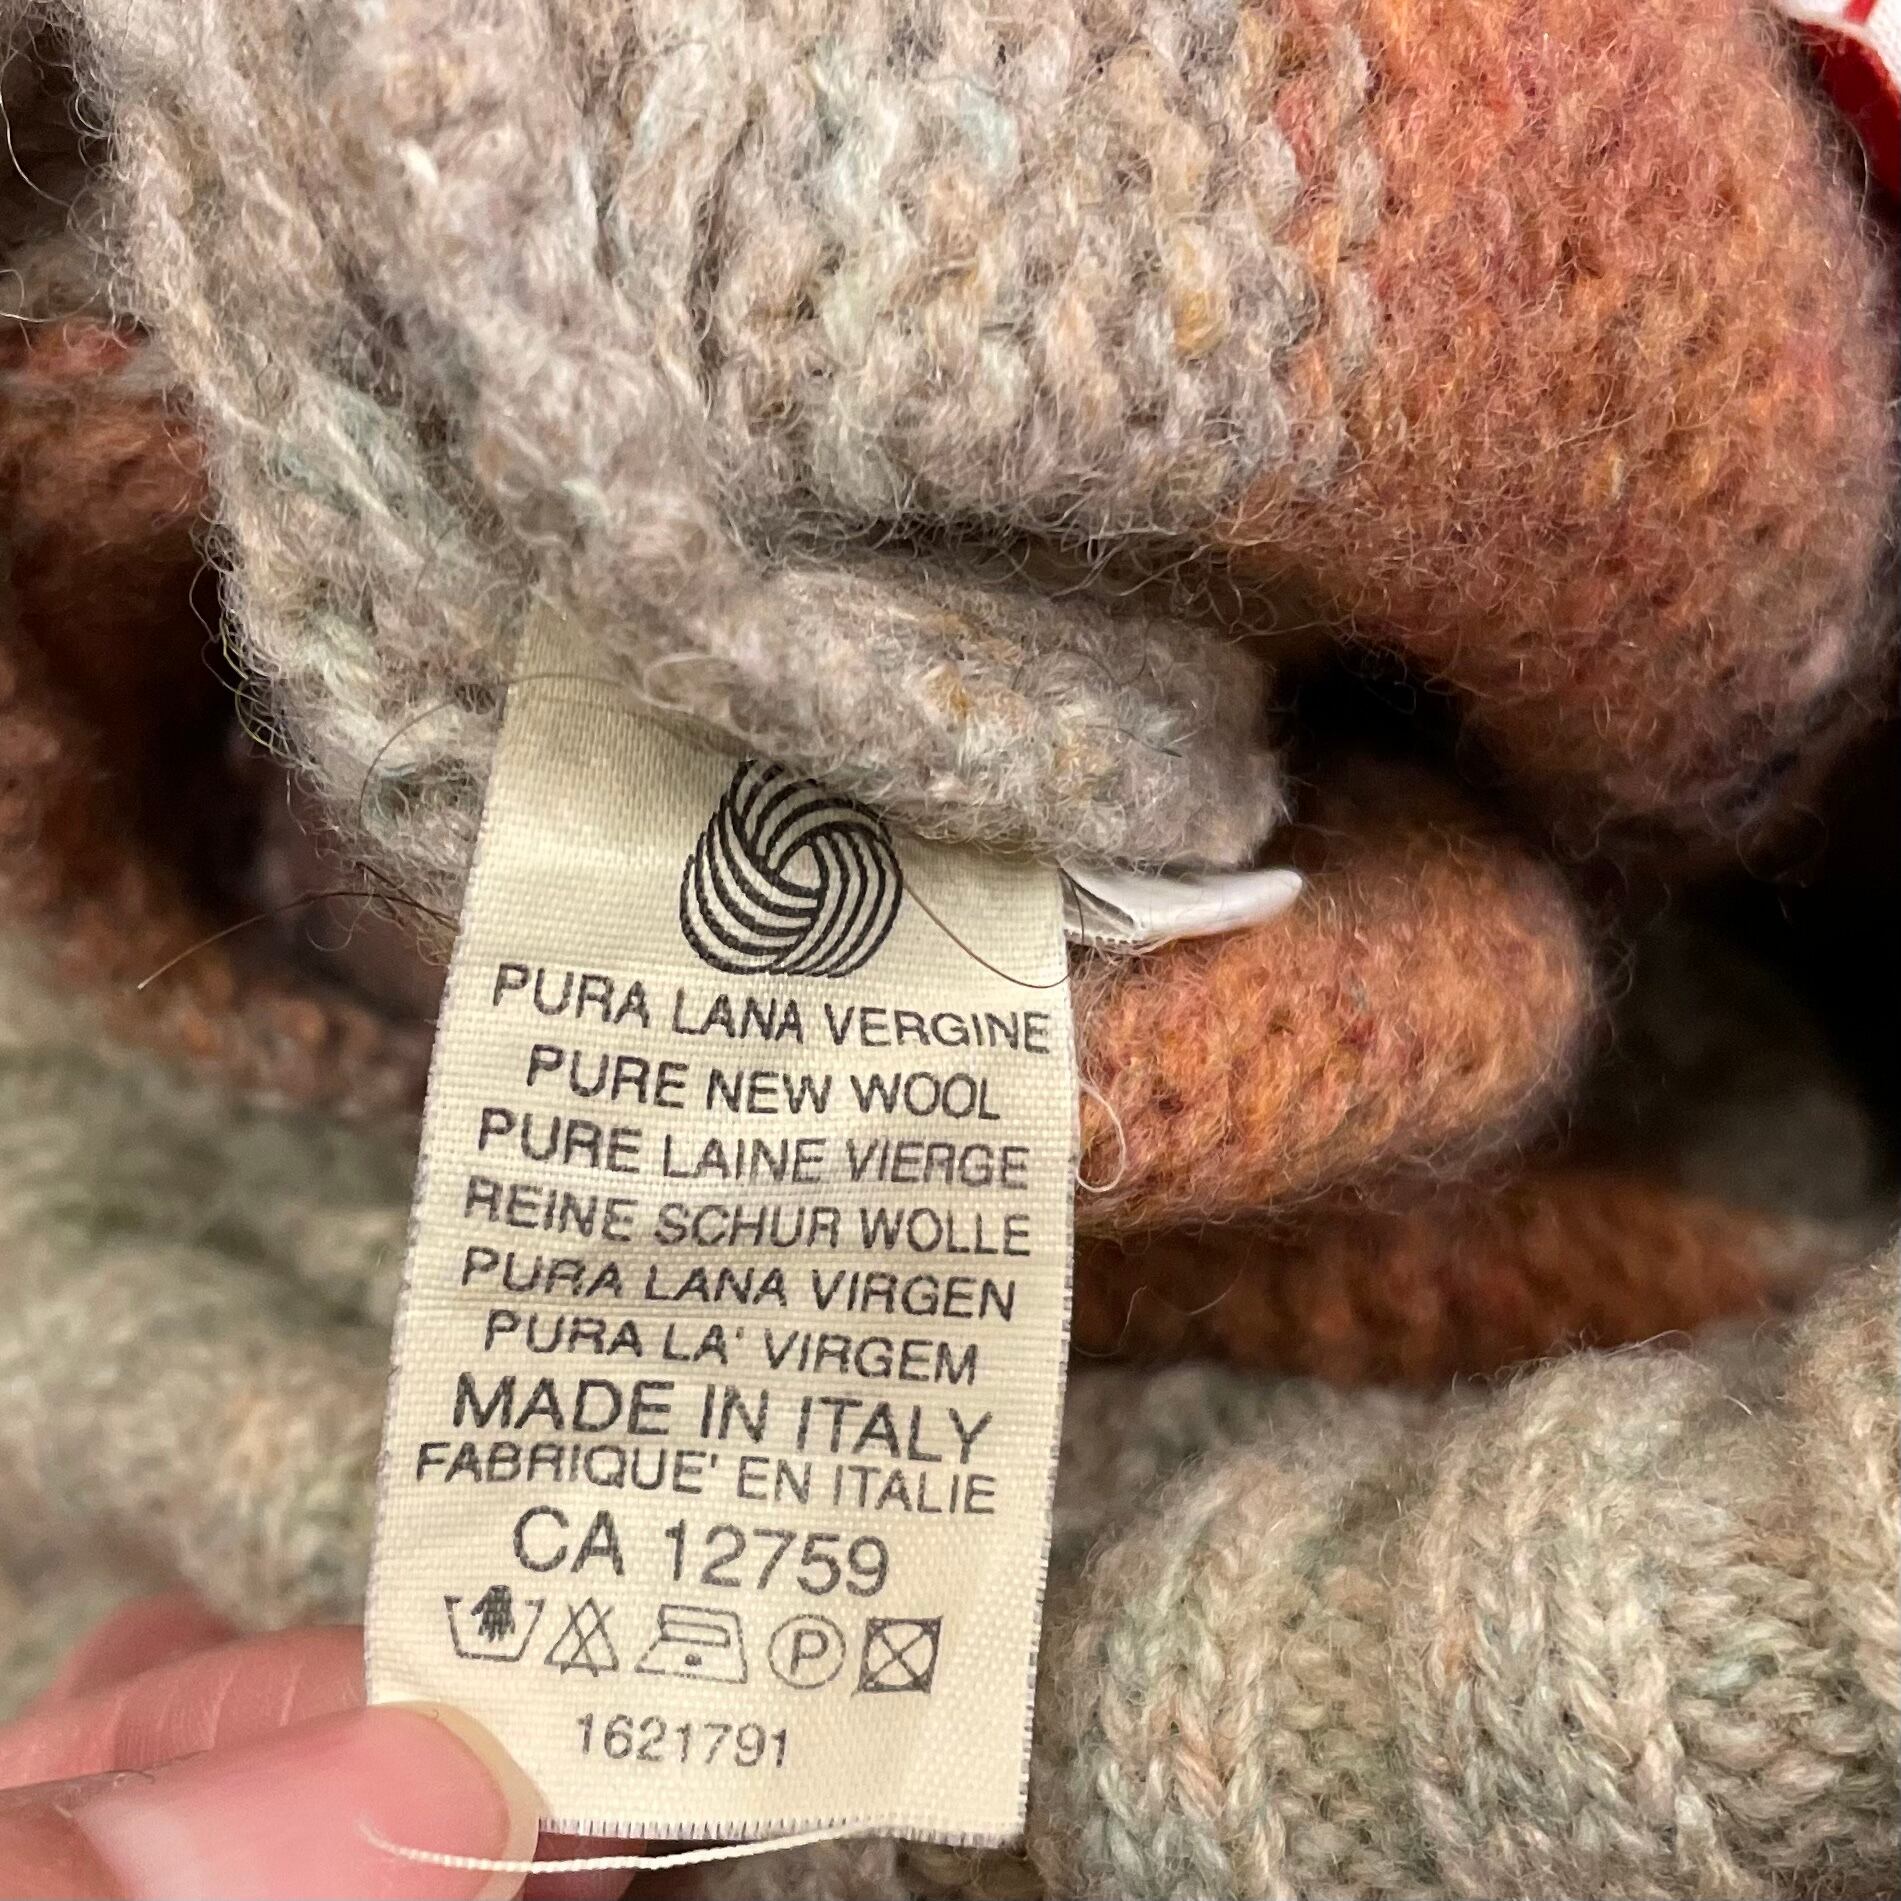 PURA LANA VERGINE
PURE NEW WOOL
PURE LAINE VIERGE
REINE SCHUR WOLLE
PURA LANA VIRGEN
PURA LA' VIRGEM
MADE IN ITALY
FABRIQUE' EN ITALIE
CA 12759
P
1621791